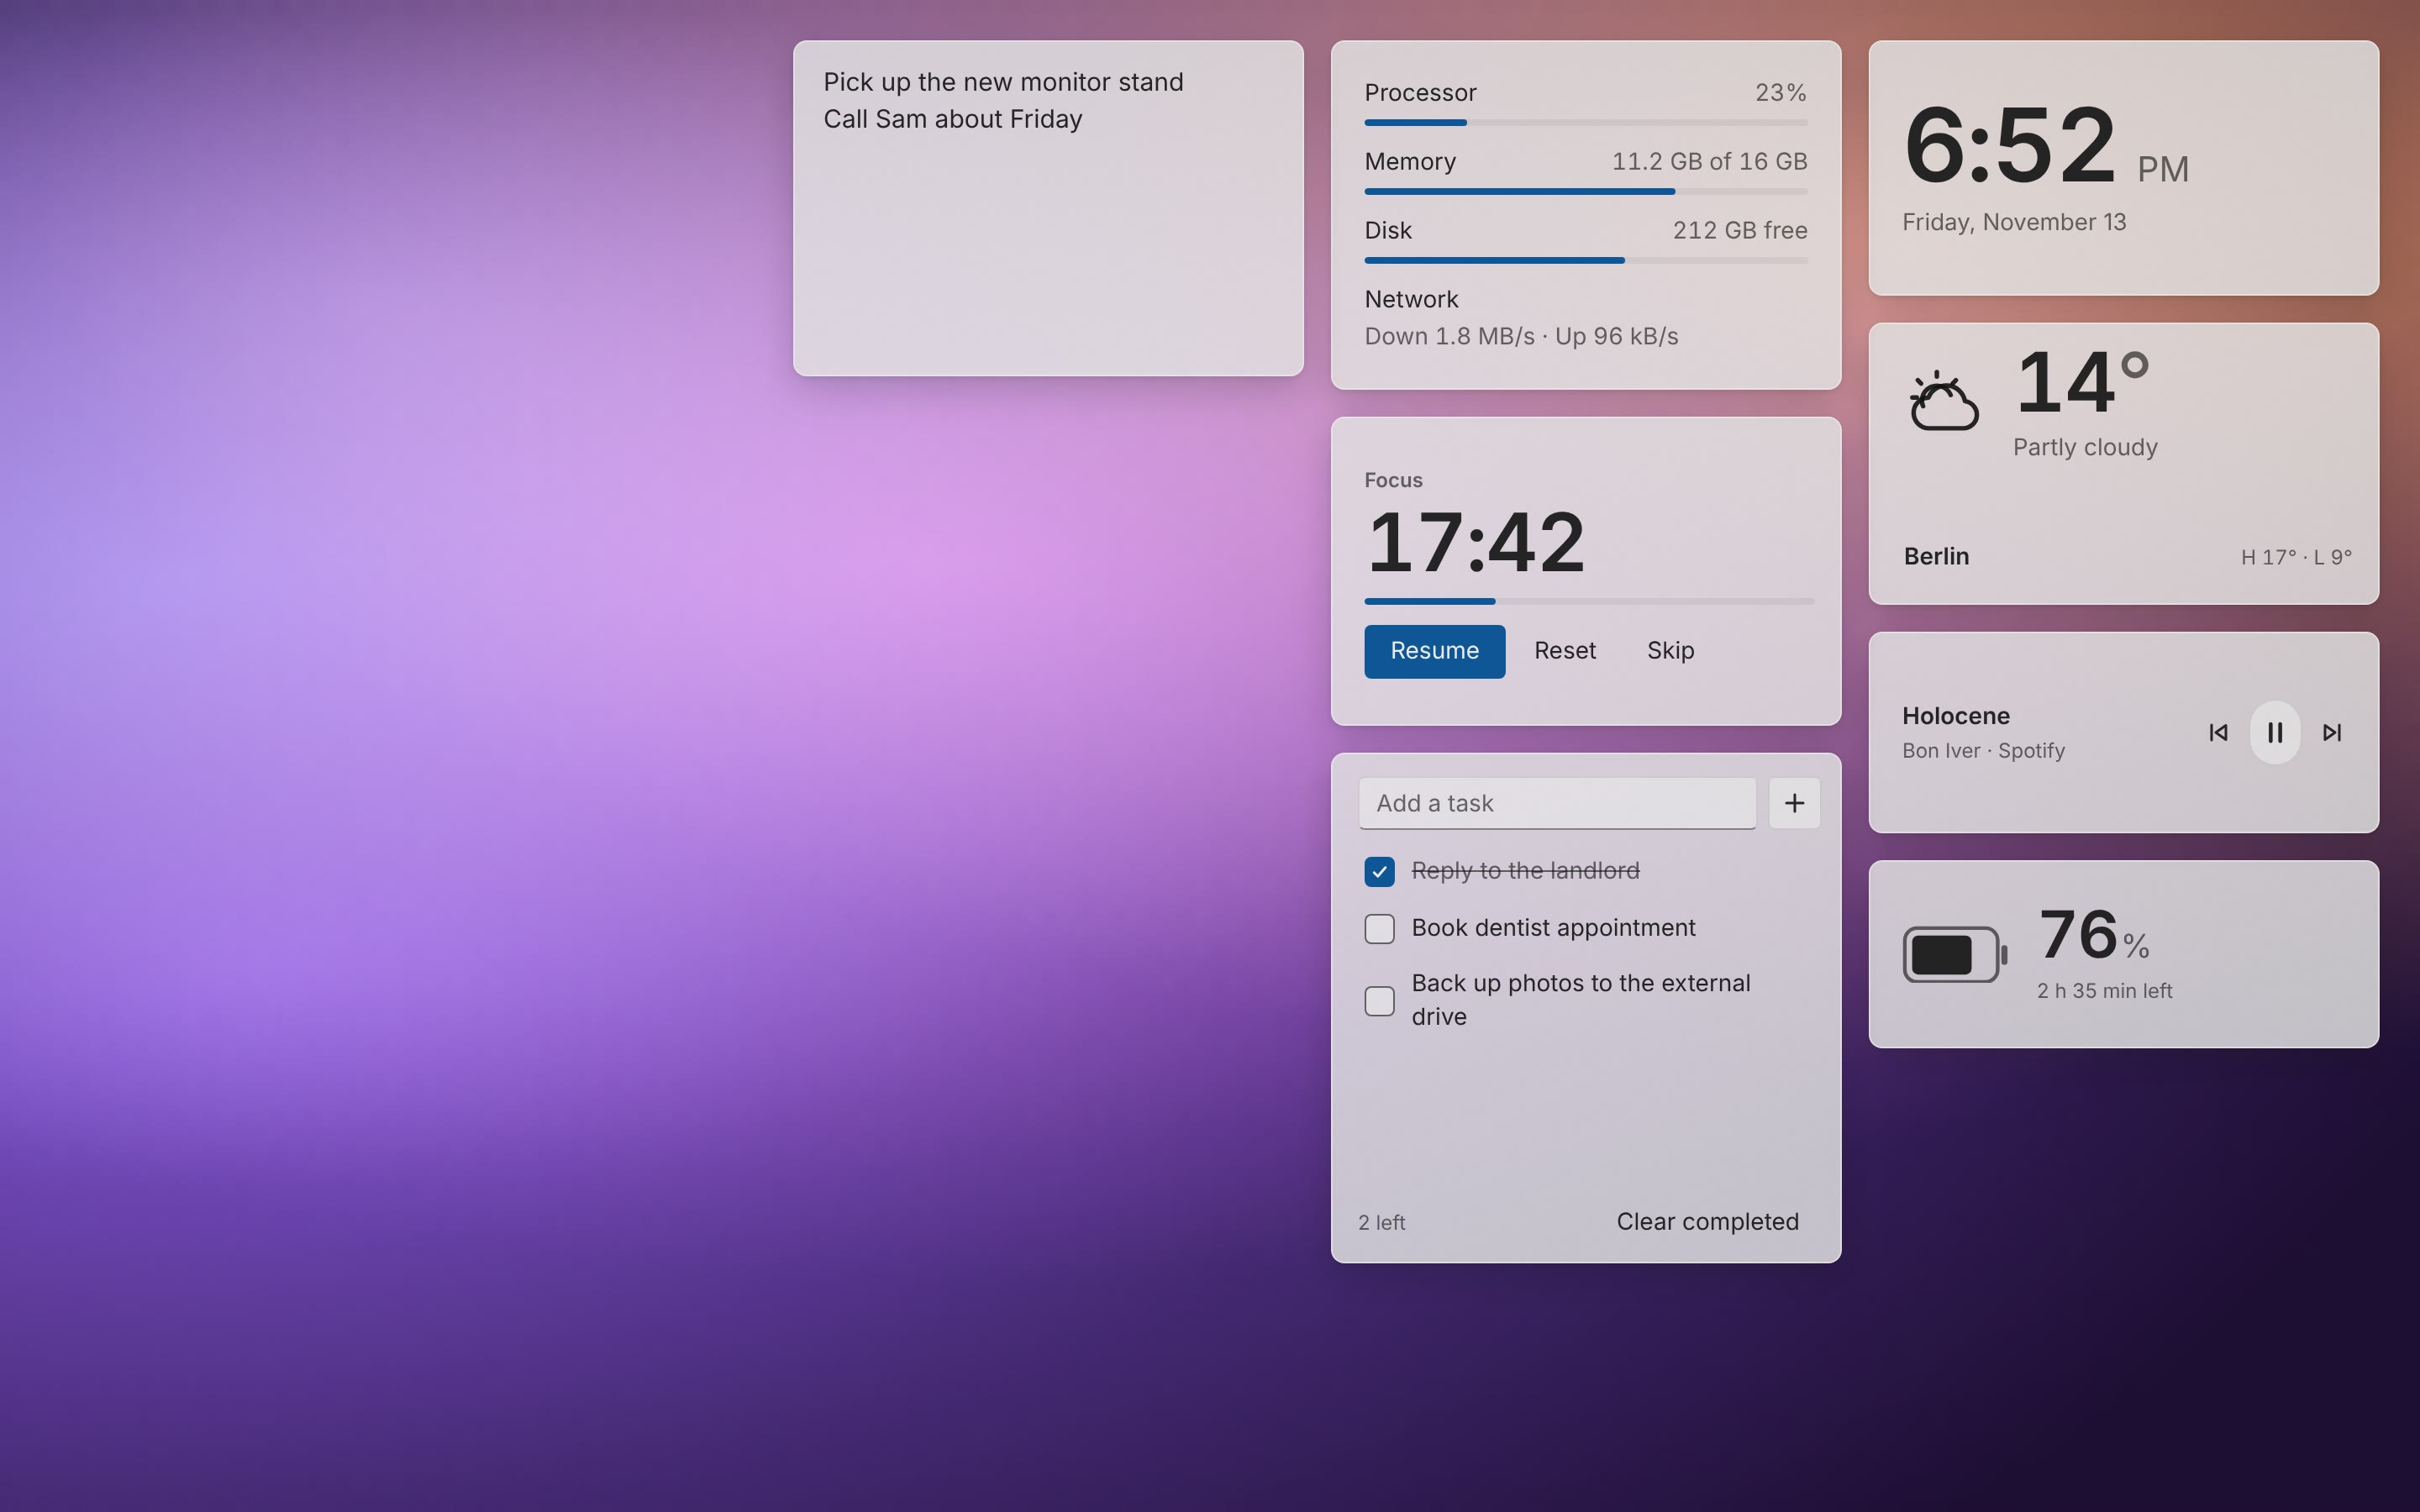 Pick up the new monitor stand
Call Sam about Friday
Processor 23%
Memory 11.2 GB of 16 GB
Disk 212 GB free
Network
Down 1.8 MB/s · Up 96 kB/s
Focus
17:42
Resume Reset Skip
Add a task
Reply to the landlord
Book dentist appointment
Back up photos to the external
drive
2 left Clear completed
6:52 PM
Friday, November 13
14°
Partly cloudy
Berlin H 17° · L 9°
Holocene
Bon Iver · Spotify
76%
2 h 35 min left